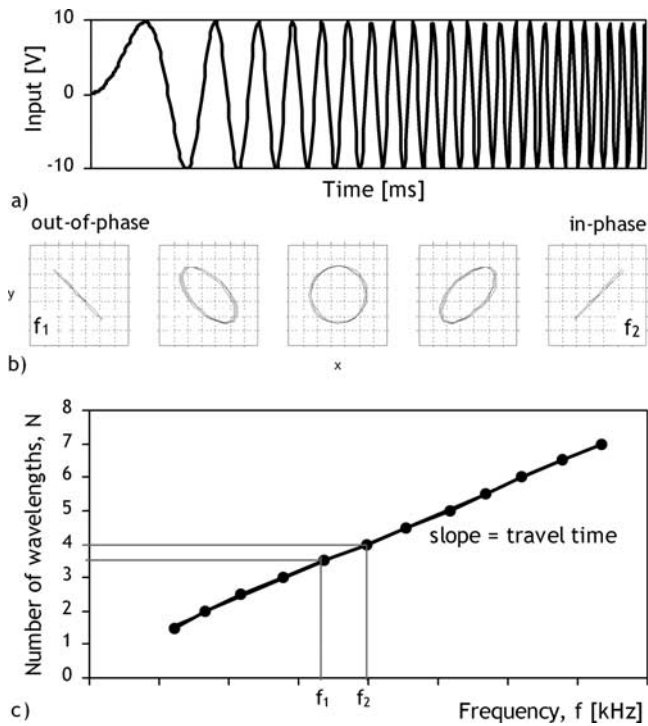 10
0
-10
Input [V]
Time [ms]
a)
out-of-phase
in-phase
y
f1
f2
b)
x
8
7
6
5
4
3
2
1
0
Number of wavelengths, N
slope = travel time
f1
f2
c)
Frequency, f [kHz]